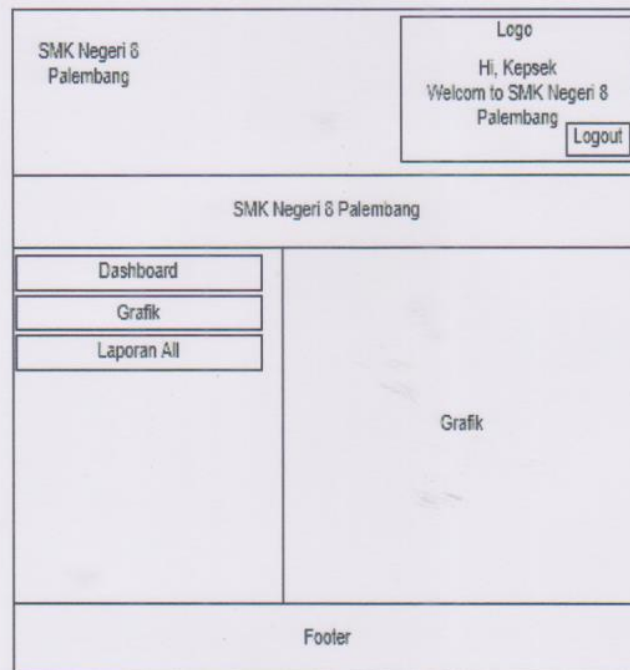 SMK Negeri 8
Palembang
Logo
Hi, Kepsek
Welcom to SMK Negeri 8
Palembang
Logout
SMK Negeri 8 Palembang
Dashboard
Grafik
Laporan All
Grafik
Footer